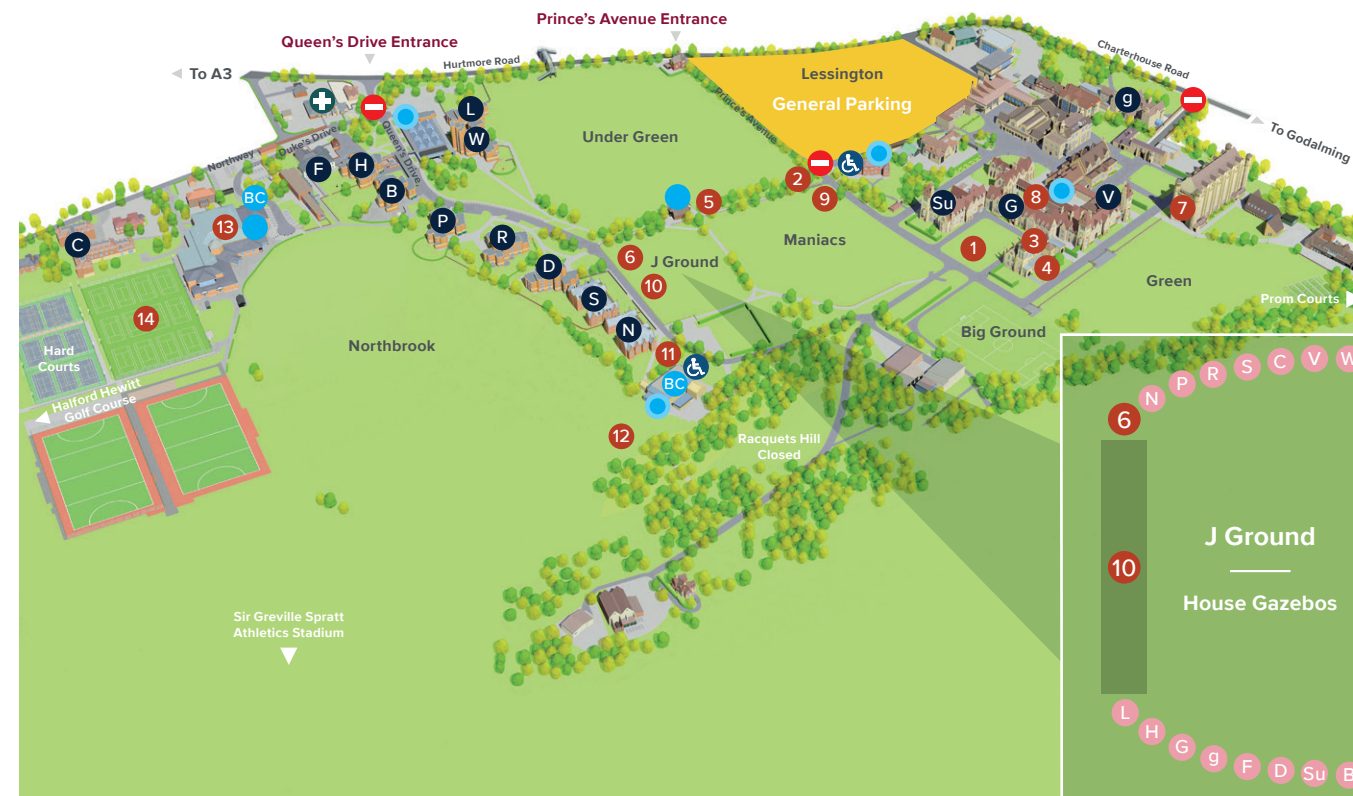 Prince's Avenue Entrance
Queen's Drive Entrance
To A3
Hurtmore Road
Charterhouse Road
To Godalming
Lessington
General Parking
Prince's Avenue
Under Green
Northway
Duke's Drive
Queen's Drive
L
W
F
H
B
g
BC
13
C
P
R
D
S
N
2
9
5
Su
G
8
V
7
1
3
4
Maniacs
6
J Ground
10
Green
Prom Courts
Big Ground
14
Hard
Courts
Northbrook
11
BC
12
Halford Hewitt
Golf Course
Racquets Hill
Closed
Sir Greville Spratt
Athletics Stadium
N P R S C V W
6
10
J Ground
House Gazebos
L H G g F D Su B